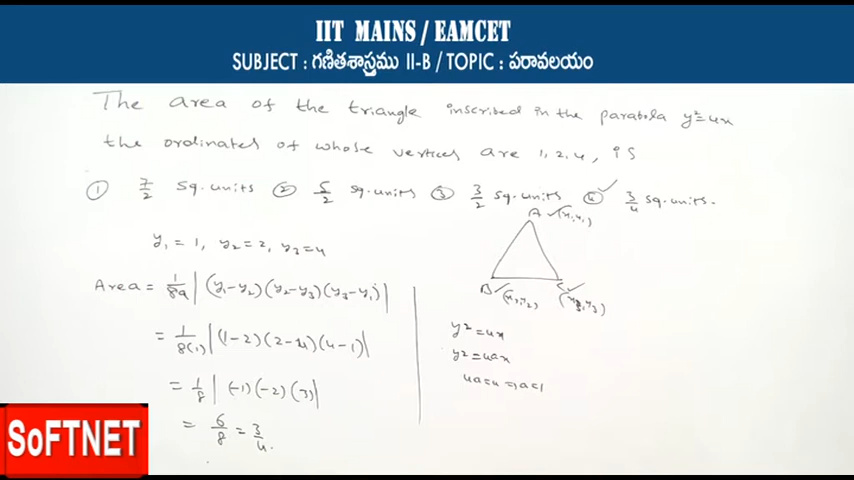 IIT MAINS / EAMCET
SUBJECT : గణితశాస్త్రము II-B / TOPIC : పరావలయం
The area of the triangle inscribed in the parabola y²=4x
the ordinates of whose vertices are 1, 2, 4, is
① 7/2 Sq.units ② 5/2 sq.units ③ 3/2 sq.units ④ ✓ 3/4 sq.units.
A (x₁,y₁)
y₁ = 1, y₂ = 2, y₃ = 4
Area = 1/8a |(y₁-y₂)(y₂-y₃)(y₃-y₁)|
B (x₂,y₂) C (x₃,y₃)
= 1/8(1) |(1-2)(2-4)(4-1)|
y² = 4x
y² = 4ax
4a=4 ⇒ a=1
= 1/8 |(-1)(-2)(3)|
= 6/8 = 3/4.
SoFTNET